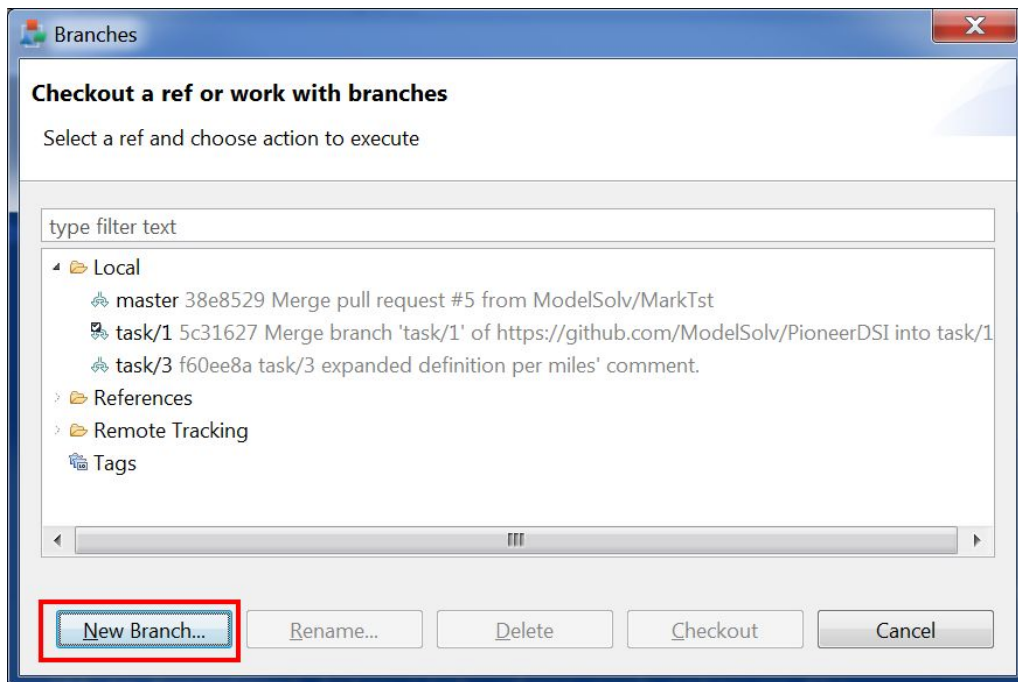 Branches
Checkout a ref or work with branches
Select a ref and choose action to execute
type filter text
Local
master 38e8529 Merge pull request #5 from ModelSolv/MarkTst
task/1 5c31627 Merge branch 'task/1' of https://github.com/ModelSolv/PioneerDSI into task/1
task/3 f60ee8a task/3 expanded definition per miles' comment.
References
Remote Tracking
Tags
New Branch... Rename... Delete Checkout Cancel